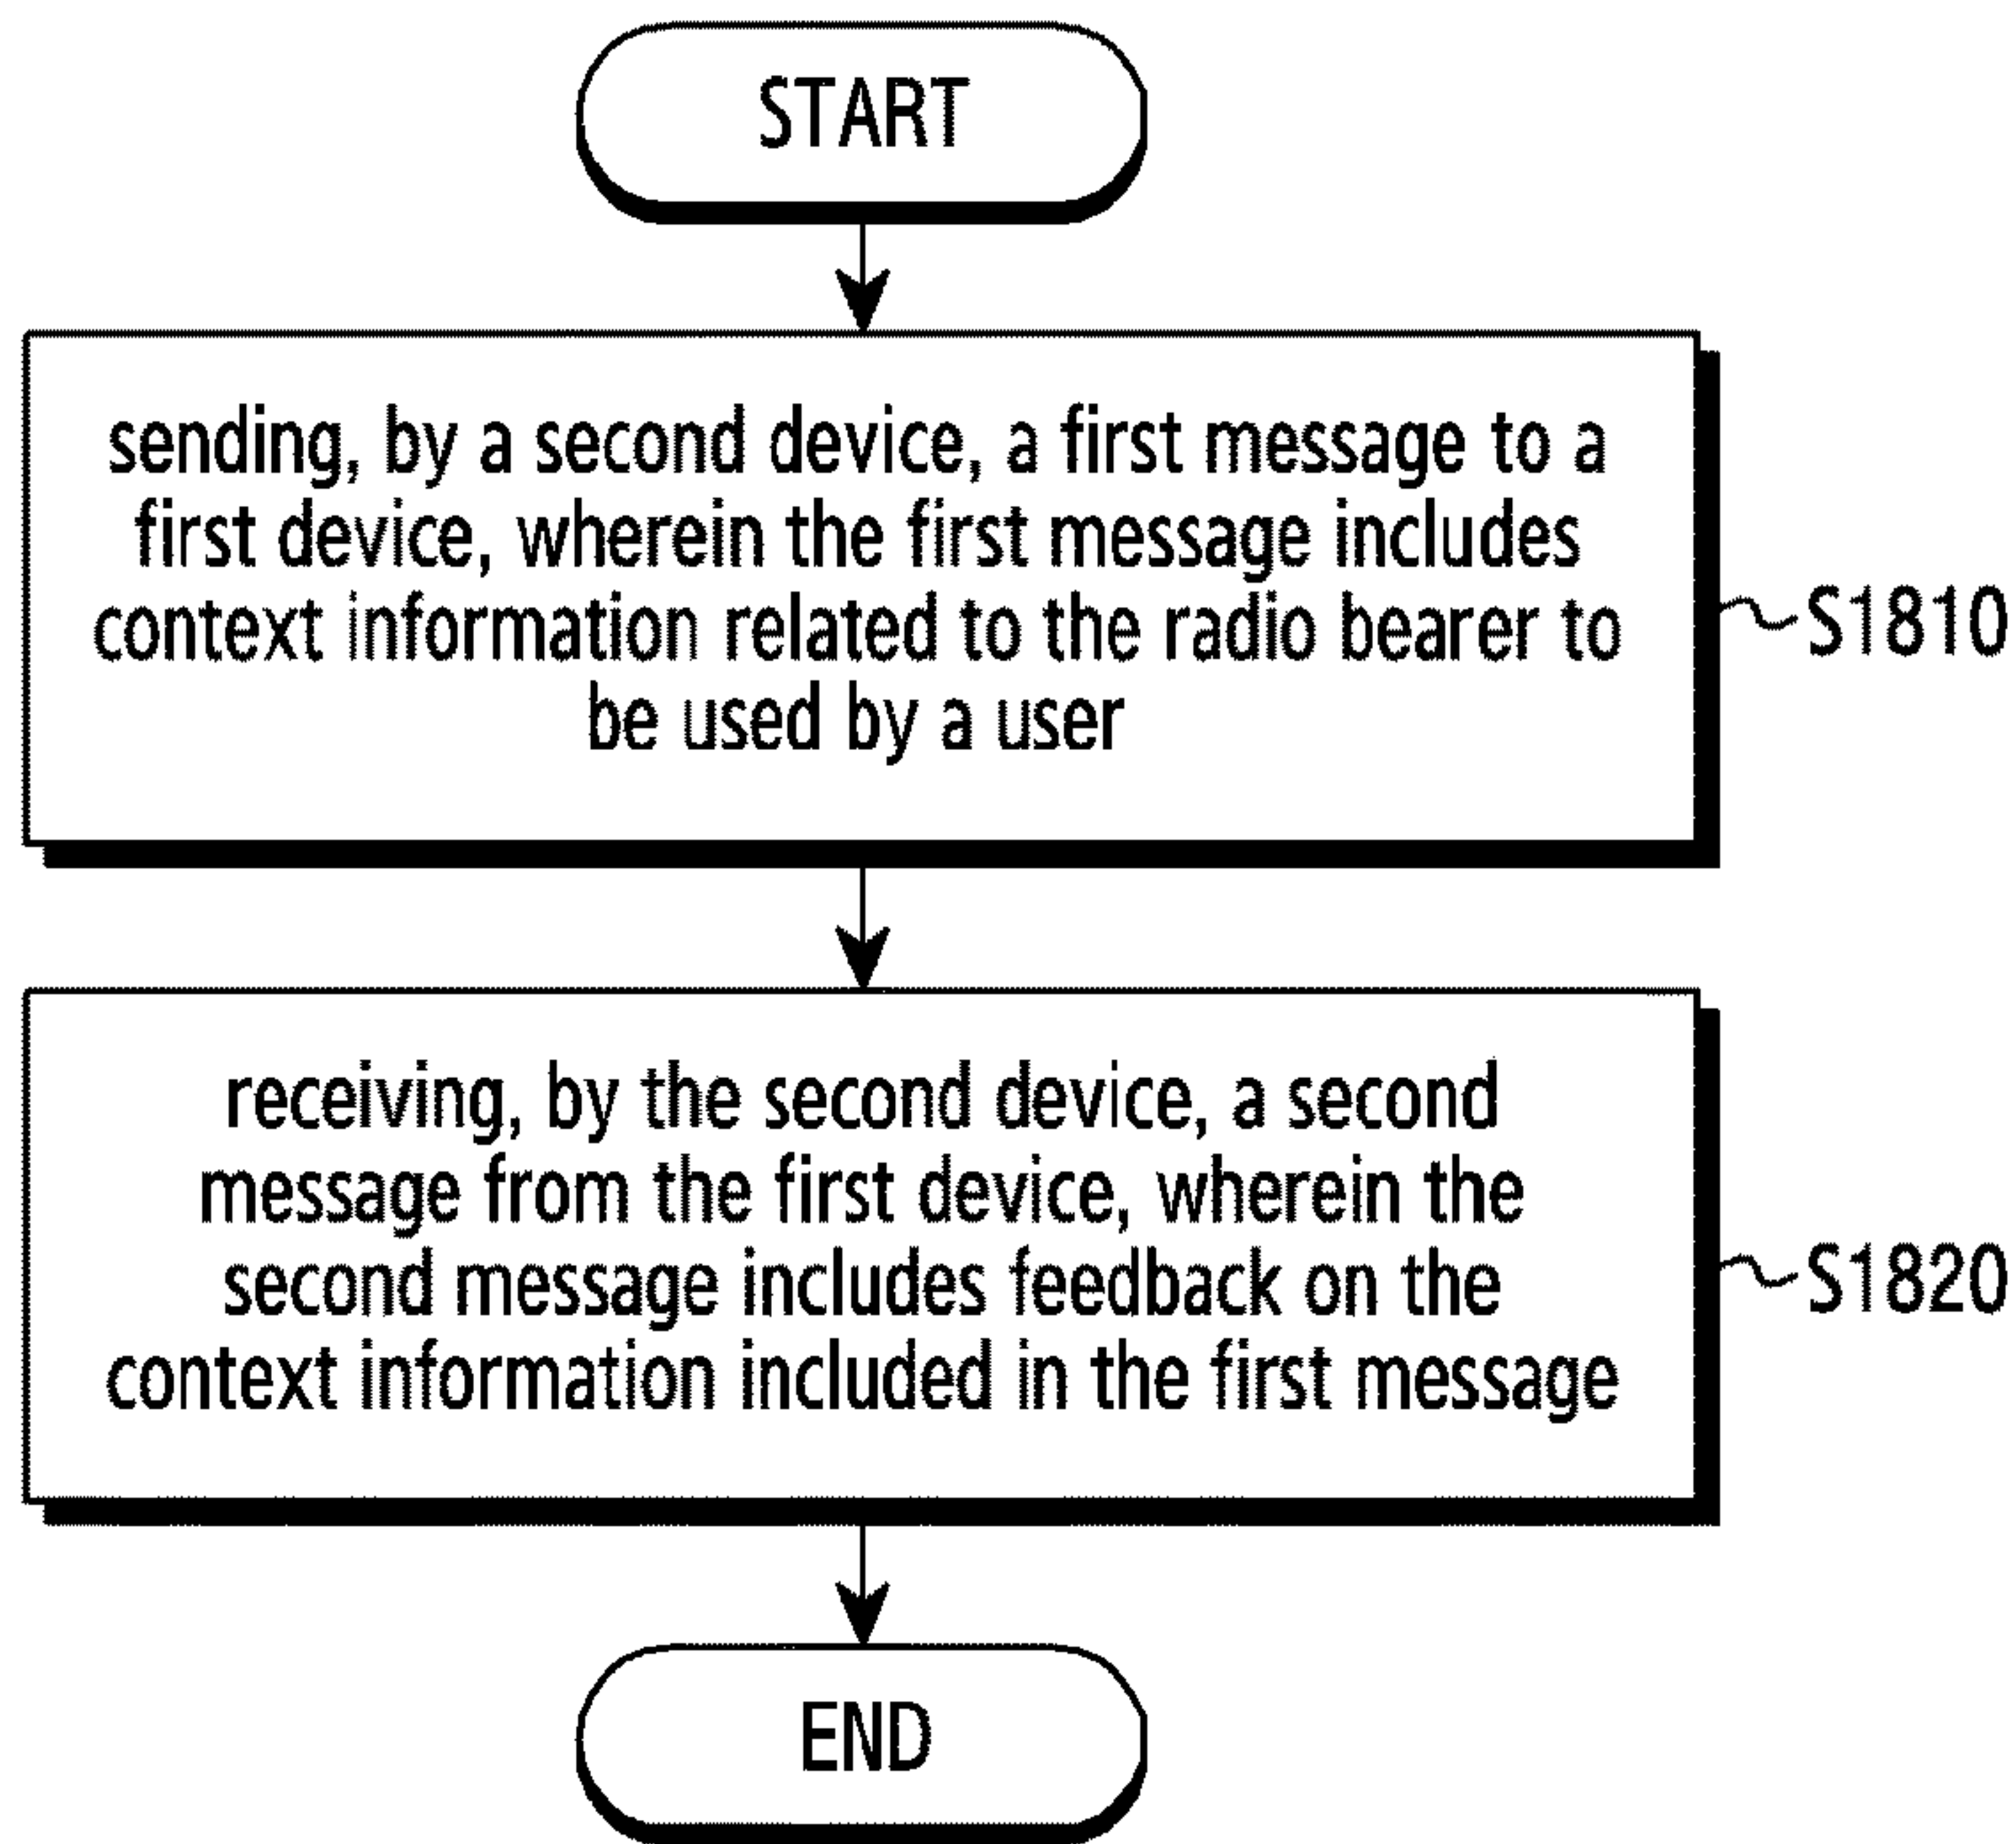 START
sending, by a second device, a first message to a
first device, wherein the first message includes
context information related to the radio bearer to
be used by a user
S1810
receiving, by the second device, a second
message from the first device, wherein the
second message includes feedback on the
context information included in the first message
S1820
END